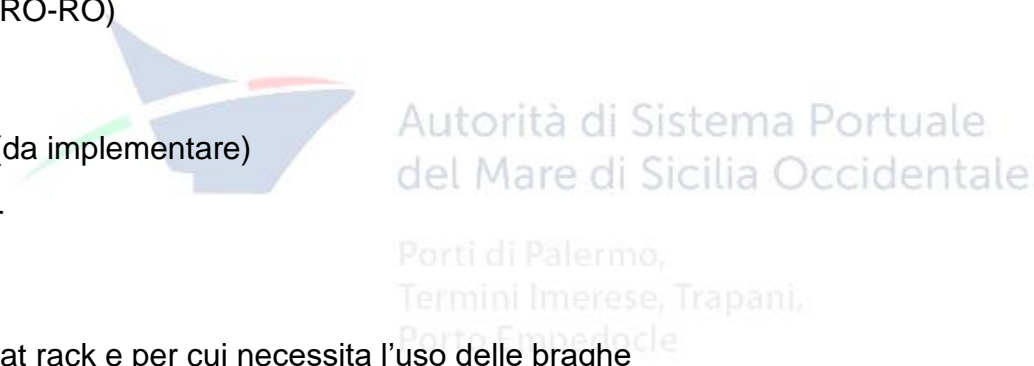 RO-RO)
Autorità di Sistema Portuale
(da implementare)
del Mare di Sicilia Occidentale
Porti di Palermo,
Termini Imerese, Trapani,
Porto Empedocle
at rack e per cui necessita l’uso delle braghe